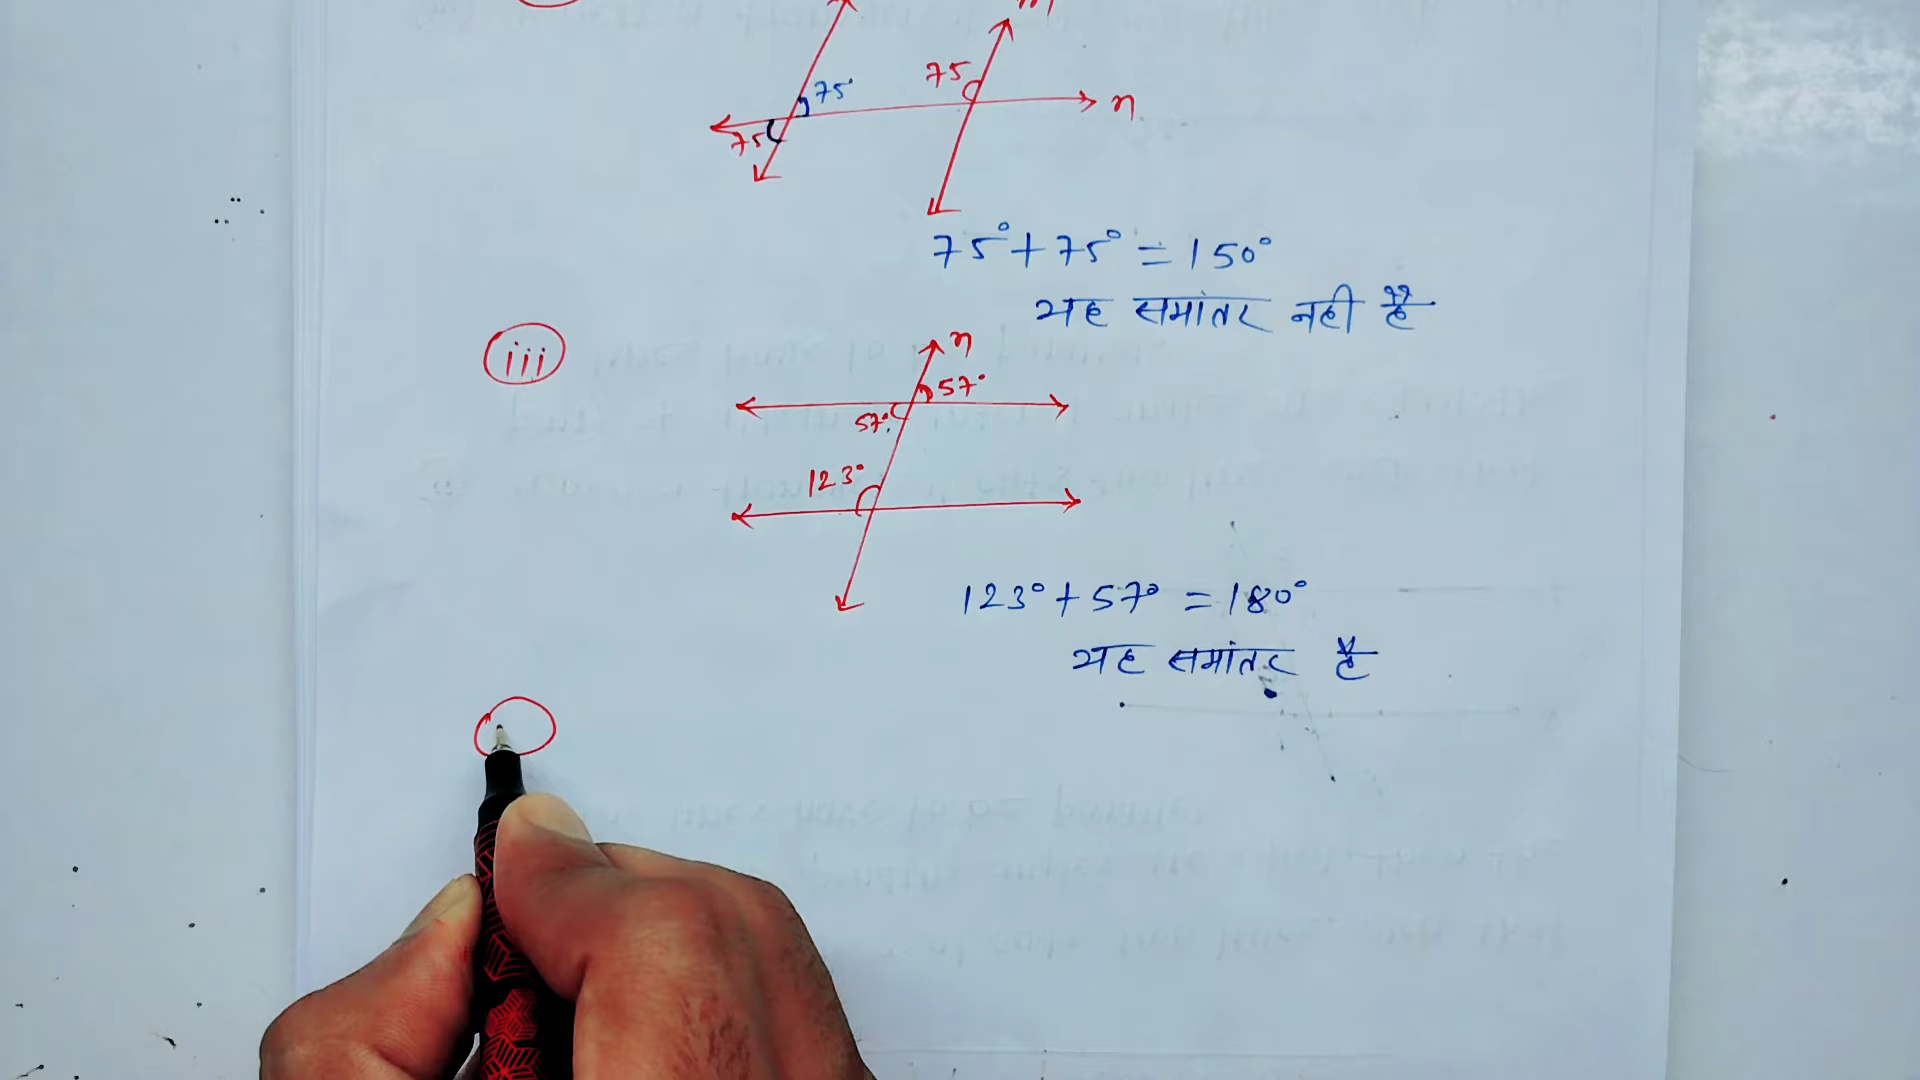 75°
75
75
n
75° + 75° = 150°
यह समांतर नही है
iii
n
57°
57°
123°
123° + 57° = 180°
यह समांतर है